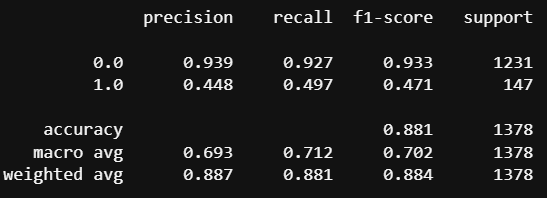 precision recall f1-score support
0.0 0.939 0.927 0.933 1231
1.0 0.448 0.497 0.471 147
accuracy 0.881 1378
macro avg 0.693 0.712 0.702 1378
weighted avg 0.887 0.881 0.884 1378